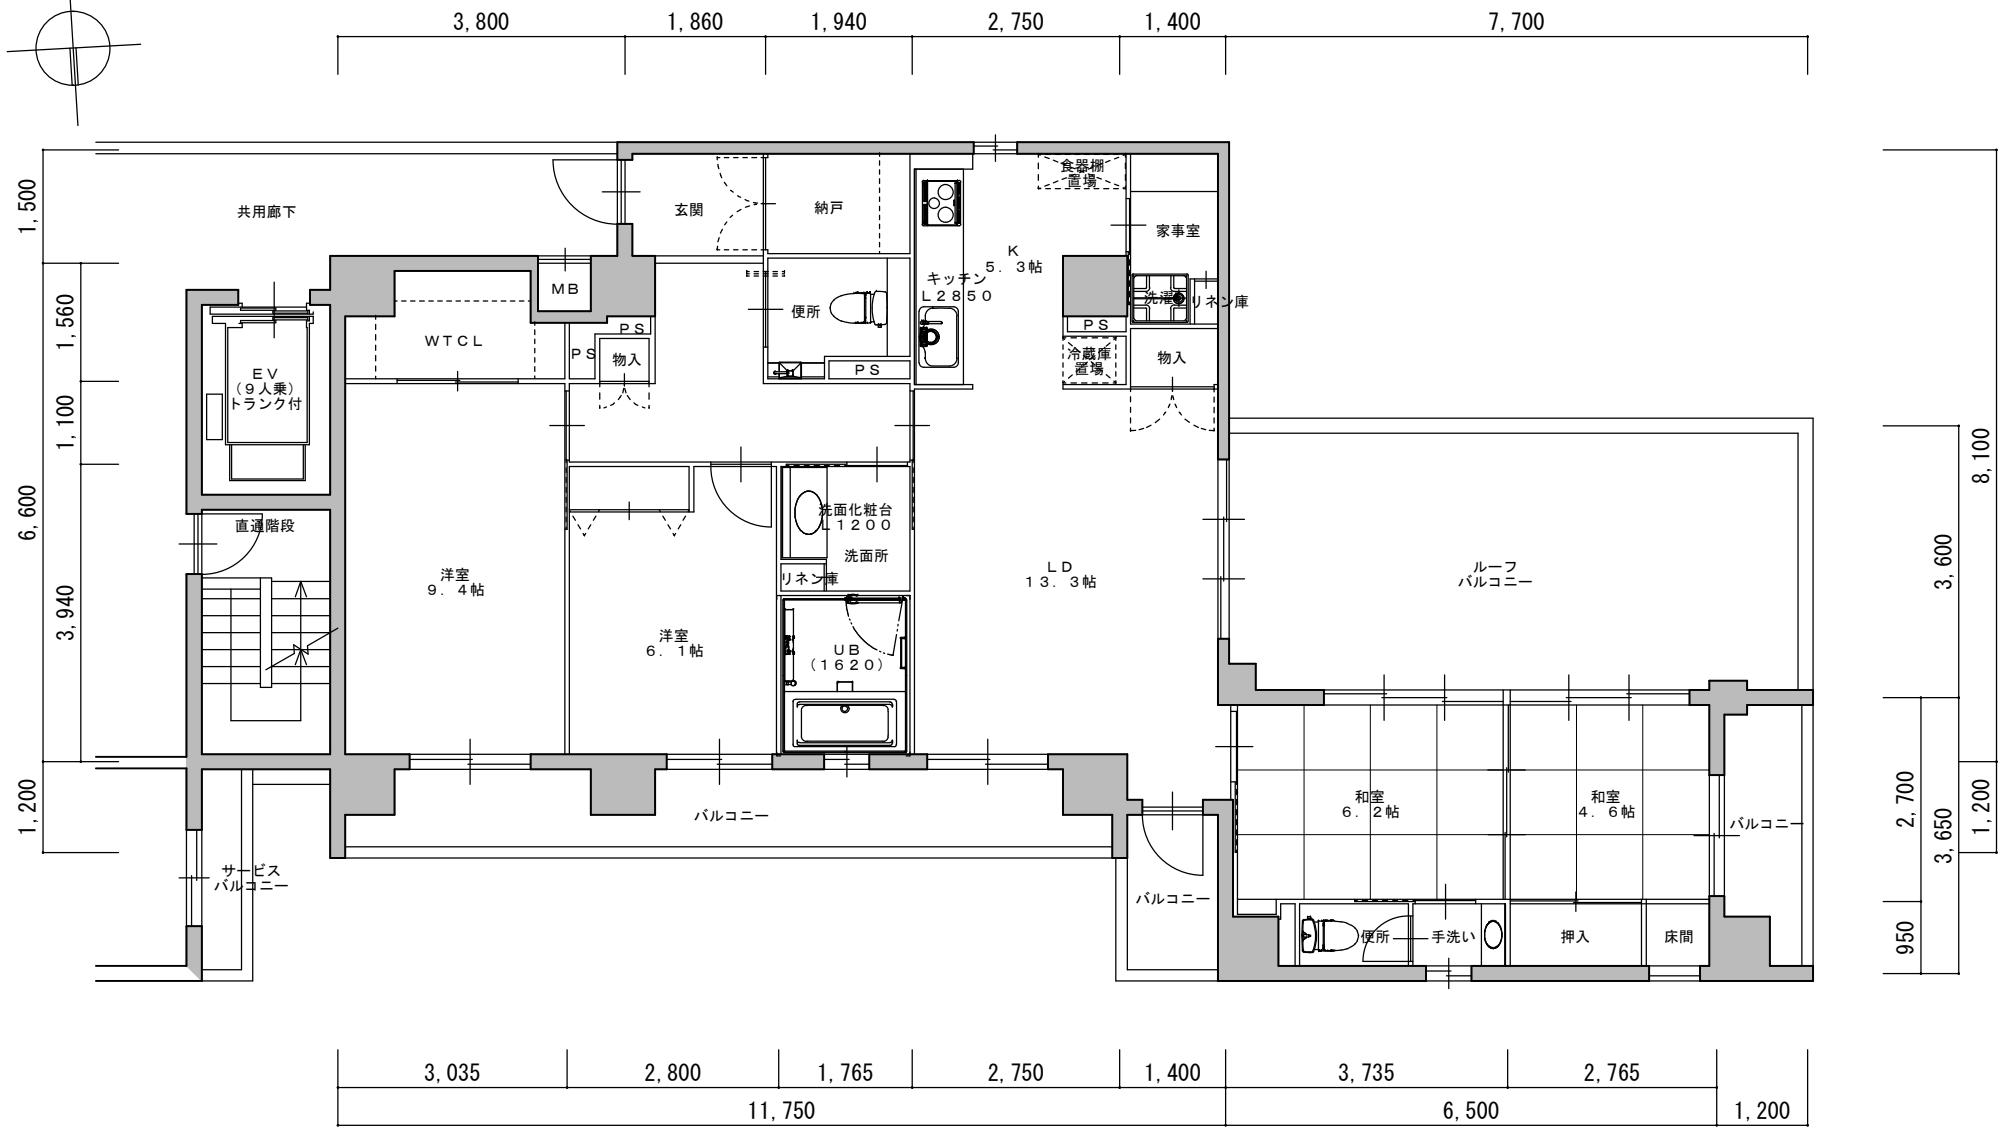 3,800
1,860
1,940
2,750
1,400
7,700
1,500
1,560
1,100
6,600
3,940
1,200
共用廊下
玄関
納戸
食器棚
置場
家事室
K
5.3帖
キッチン
L2850
MB
便所
洗濯
リネン庫
WTCL
PS
PS
物入
PS
PS
冷蔵庫
置場
物入
EV
(9人乗)
トランク付
直通階段
洋室
9.4帖
洗面化粧台
L1200
洗面所
リネン庫
LD
13.3帖
ルーフ
バルコニー
洋室
6.1帖
UB
(1620)
バルコニー
和室
6.2帖
和室
4.6帖
バルコニー
サービス
バルコニー
バルコニー
便所
手洗い
押入
床間
8,100
3,600
2,700
3,650
1,200
950
3,035
2,800
1,765
2,750
1,400
3,735
2,765
11,750
6,500
1,200